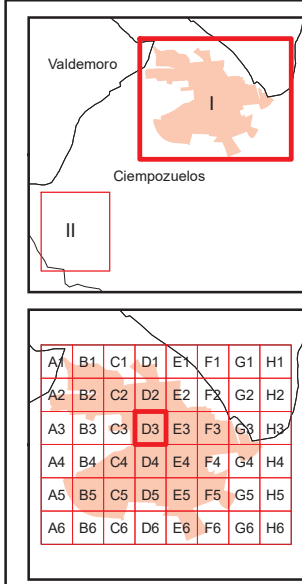 Valdemoro
I
Ciempozuelos
II
A1 B1 C1 D1 E1 F1 G1 H1
A2 B2 C2 D2 E2 F2 G2 H2
A3 B3 C3 D3 E3 F3 G3 H3
A4 B4 C4 D4 E4 F4 G4 H4
A5 B5 C5 D5 E5 F5 G5 H5
A6 B6 C6 D6 E6 F6 G6 H6